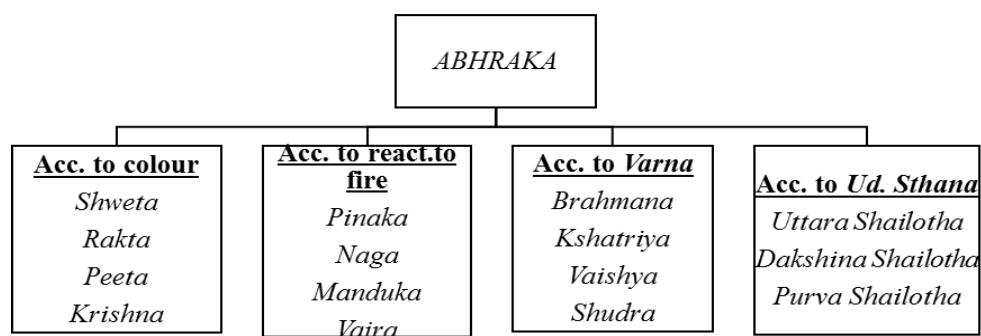 ABHRAKA
Acc. to colour
Shweta
Rakta
Peeta
Krishna
Acc. to react.to
fire
Pinaka
Naga
Manduka
Vajra
Acc. to Varna
Brahmana
Kshatriya
Vaishya
Shudra
Acc. to Ud. Sthana
Uttara Shailotha
Dakshina Shailotha
Purva Shailotha